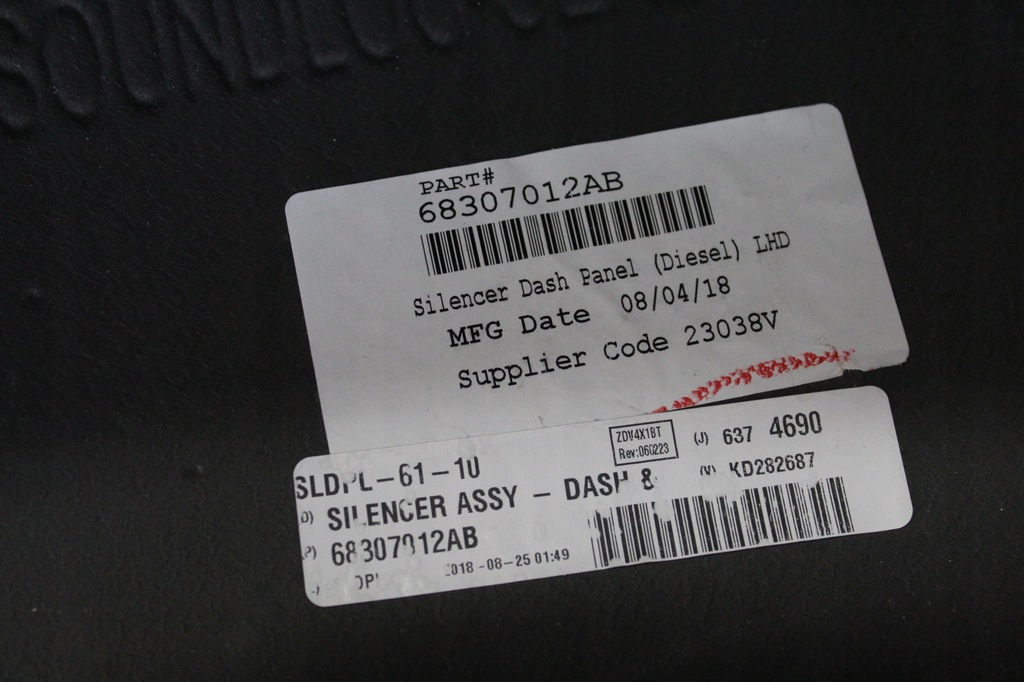 PART#
68307012AB
Silencer Dash Panel (Diesel) LHD
MFG Date 08/04/18
Supplier Code 23038V
ZDV4X1BT
Rev:060223
(J) 637 4690
(V) KD282687
SLDPL-61-10
D) SILENCER ASSY - DASH &
P) 68307012AB
2018-08-25 01:49